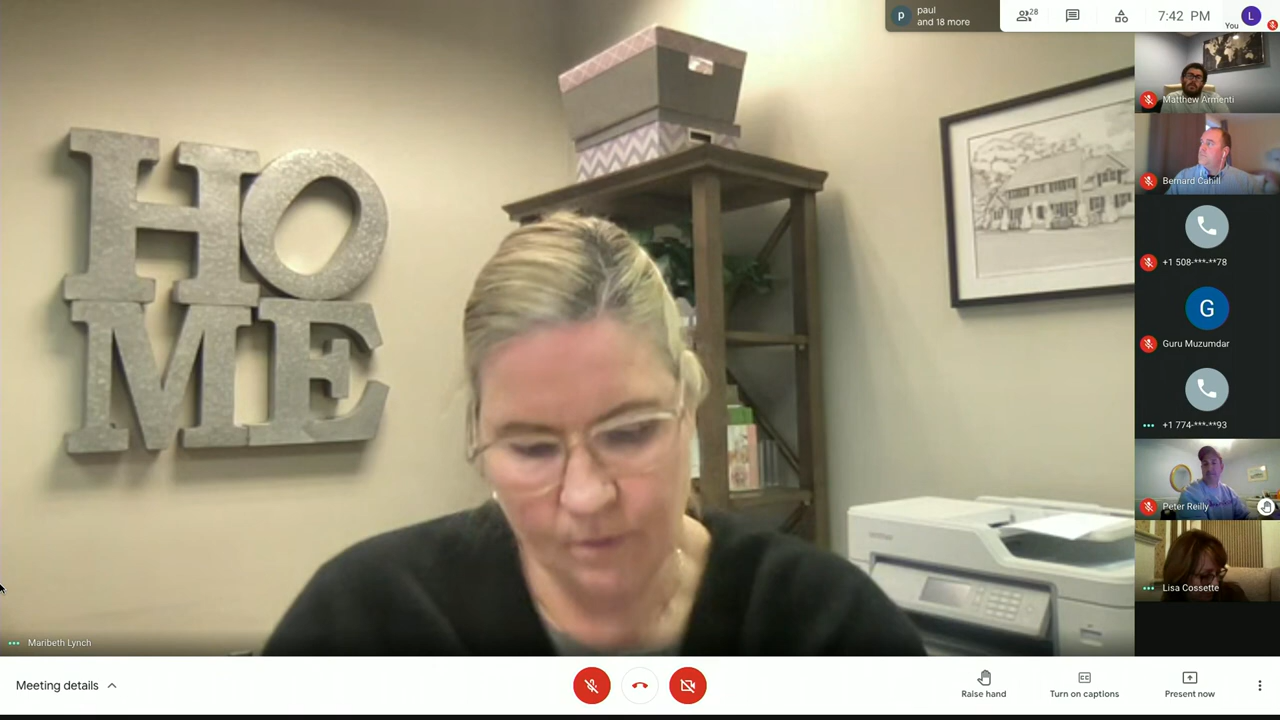 paul
and 18 more
28
7:42 PM
You
L
P
HO
ME
Matthew Armenti
Bernard Cahill
+1 508-***-**78
G
Guru Muzumdar
+1 774-***-**93
Peter Reilly
Lisa Cossette
Maribeth Lynch
Meeting details
Raise hand
CC
Turn on captions
Present now